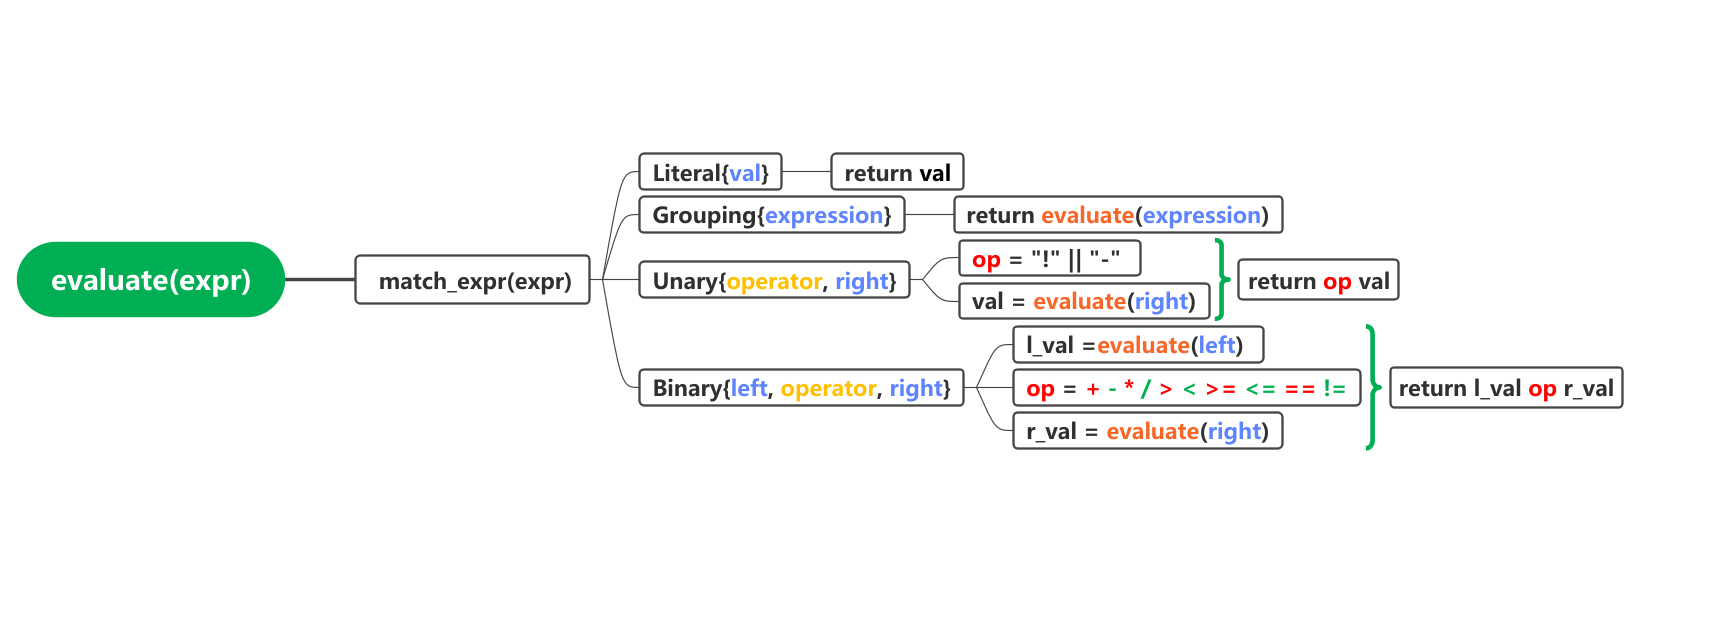 evaluate(expr)
match_expr(expr)
Literal{val}
return val
Grouping{expression}
return evaluate(expression)
Unary{operator, right}
op = "!" || "-"
val = evaluate(right)
return op val
Binary{left, operator, right}
l_val =evaluate(left)
op = + - * / > < >= <= == !=
r_val = evaluate(right)
return l_val op r_val